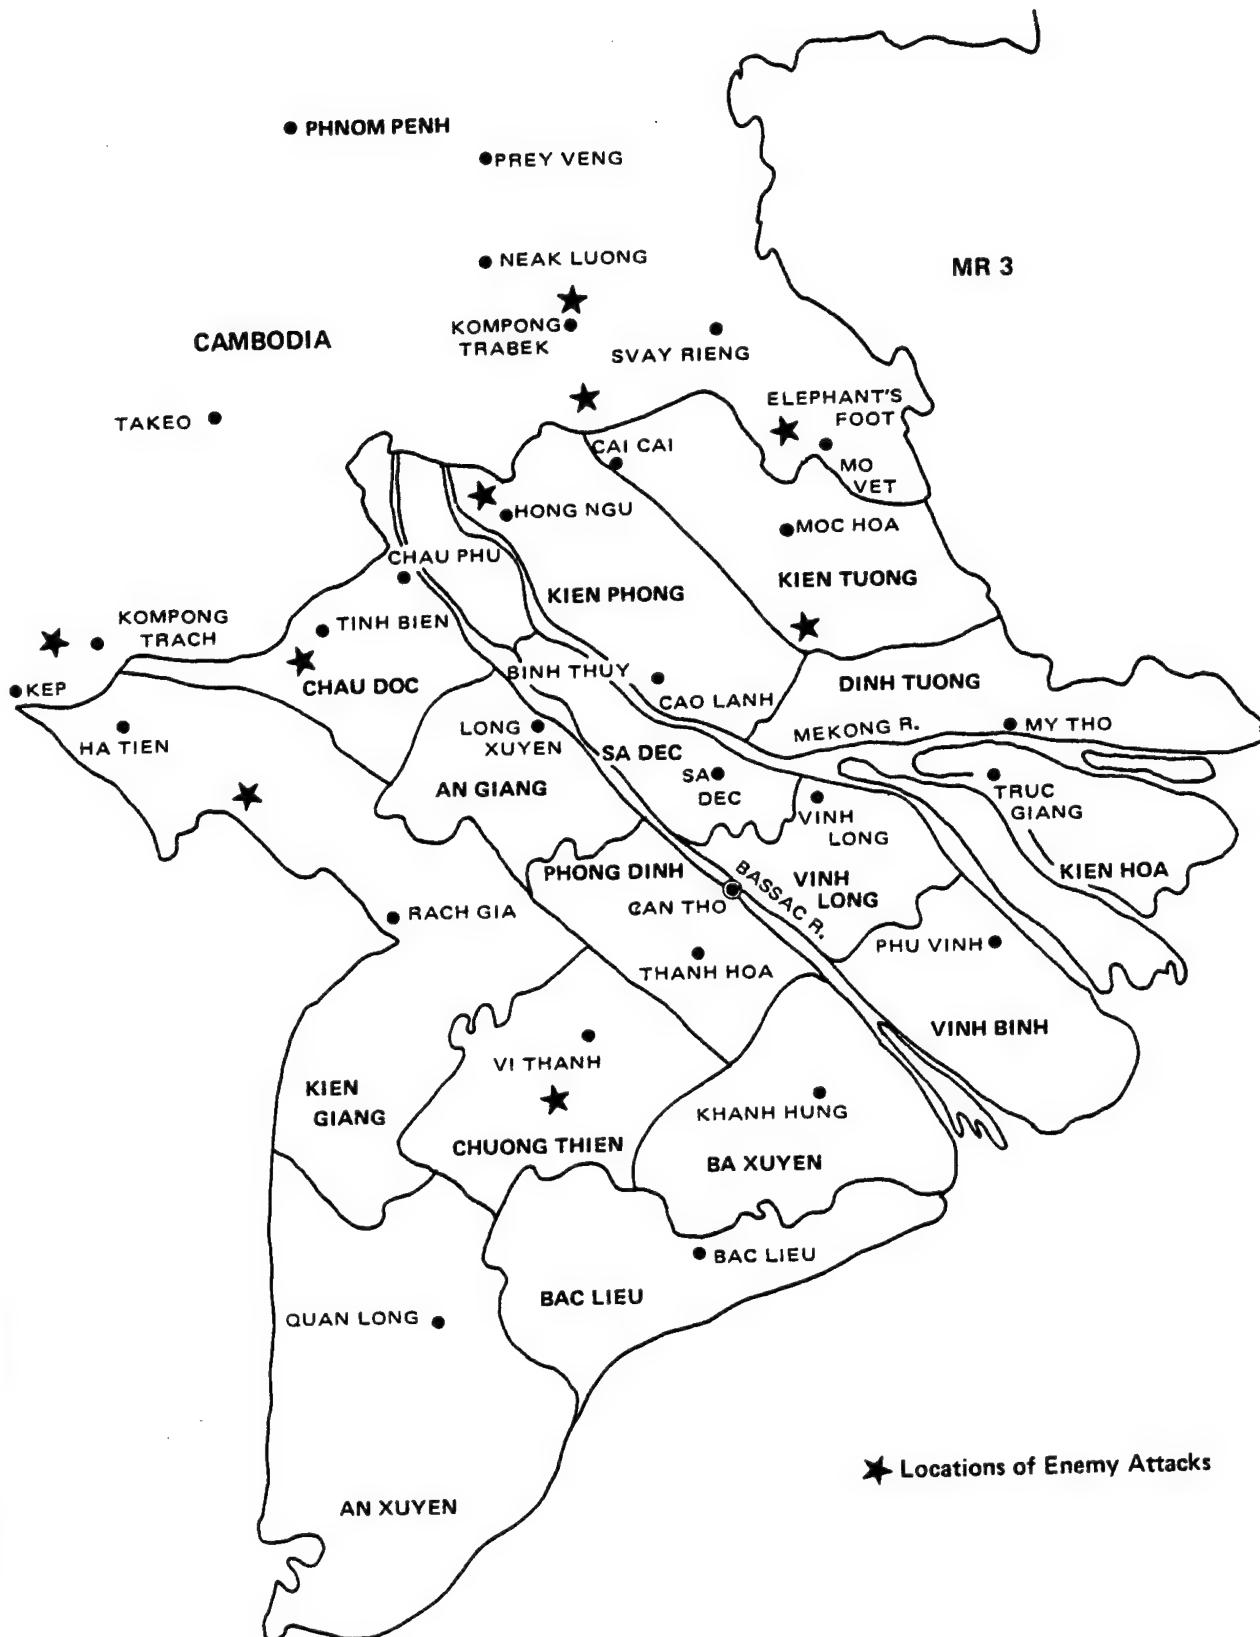 PHNOM PENH
PREY VENG
NEAK LUONG
MR 3
KOMPONG
TRABEK
CAMBODIA
SVAY RIENG
ELEPHANT'S
FOOT
TAKEO
CAI CAI
MO
VET
HONG NGU
MOC HOA
CHAU PHU
KIEN TUONG
KIEN PHONG
KOMPONG
TRACH
TINH BIEN
BINH THUY
KEP
CHAU DOC
CAO LANH
DINH TUONG
HA TIEN
LONG
XUYEN
MEKONG R.
MY THO
SA DEC
SA
DEC
AN GIANG
TRUC
GIANG
VINH
LONG
PHONG DINH
BASSAC R.
VINH
LONG
KIEN HOA
CAN THO
RACH GIA
PHU VINH
THANH HOA
VINH BINH
VI THANH
KIEN
GIANG
KHANH HUNG
CHUONG THIEN
BA XUYEN
BAC LIEU
BAC LIEU
QUAN LONG
Locations of Enemy Attacks
AN XUYEN